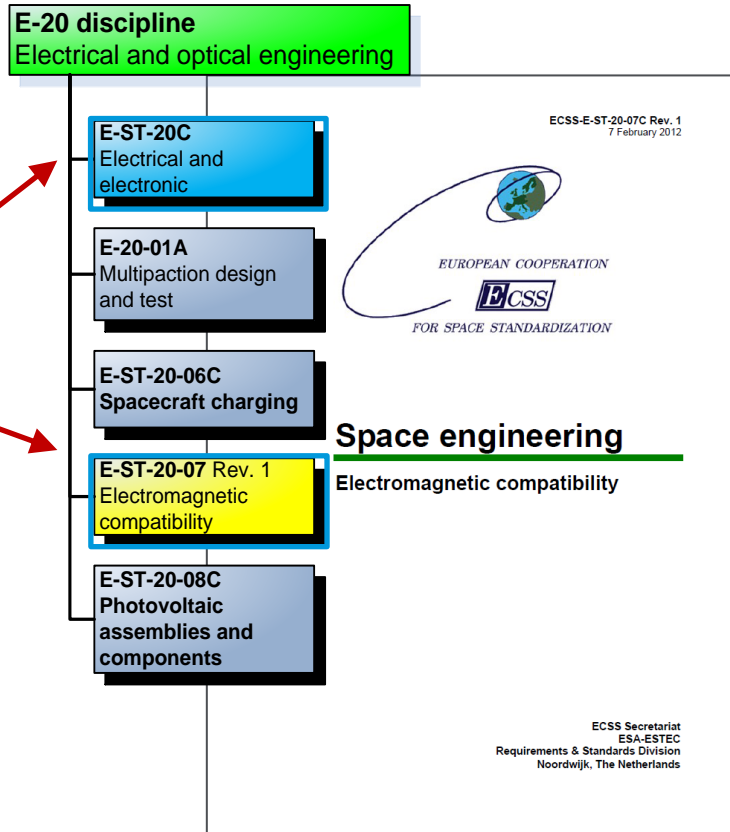 E-20 discipline
Electrical and optical engineering
E-ST-20C
Electrical and
electronic
E-20-01A
Multipaction design
and test
E-ST-20-06C
Spacecraft charging
E-ST-20-07 Rev. 1
Electromagnetic
compatibility
E-ST-20-08C
Photovoltaic
assemblies and
components
ECSS-E-ST-20-07C Rev. 1
7 February 2012
EUROPEAN COOPERATION
ECSS
FOR SPACE STANDARDIZATION
Space engineering
Electromagnetic compatibility
ECSS Secretariat
ESA-ESTEC
Requirements & Standards Division
Noordwijk, The Netherlands